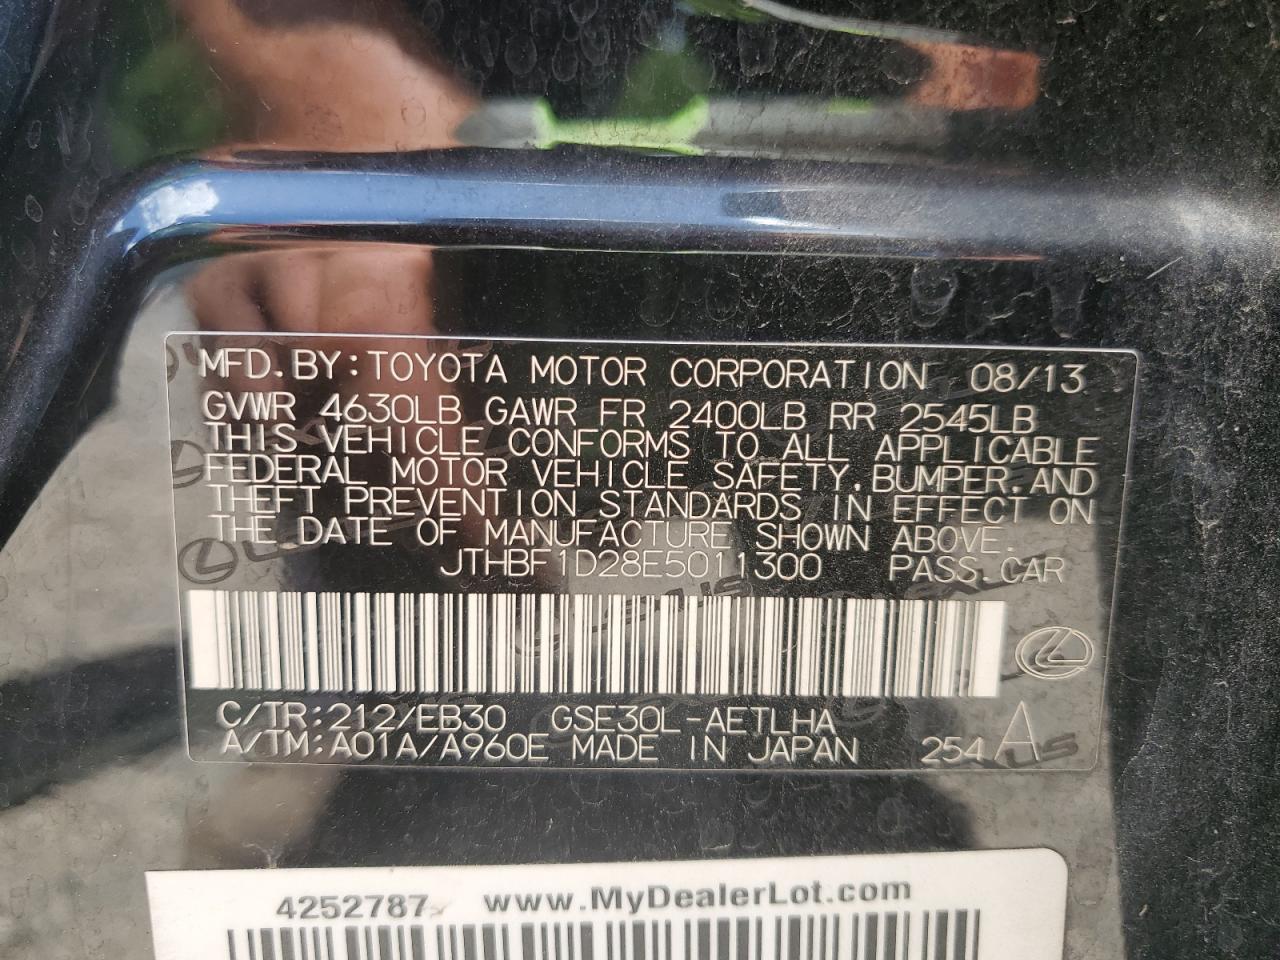 MFD.BY:TOYOTA MOTOR CORPORATION 08/13
GVWR 4630LB GAWR FR 2400LB RR 2545LB
THIS VEHICLE CONFORMS TO ALL APPLICABLE
FEDERAL MOTOR VEHICLE SAFETY,BUMPER,AND
THEFT PREVENTION STANDARDS IN EFFECT ON
THE DATE OF MANUFACTURE SHOWN ABOVE.
JTHBF1D28E5011300 PASS.CAR
C/TR:212/EB30 GSE30L-AETLHA
A/TM:A01A/A960E MADE IN JAPAN 254 A
4252787 www.MyDealerLot.com